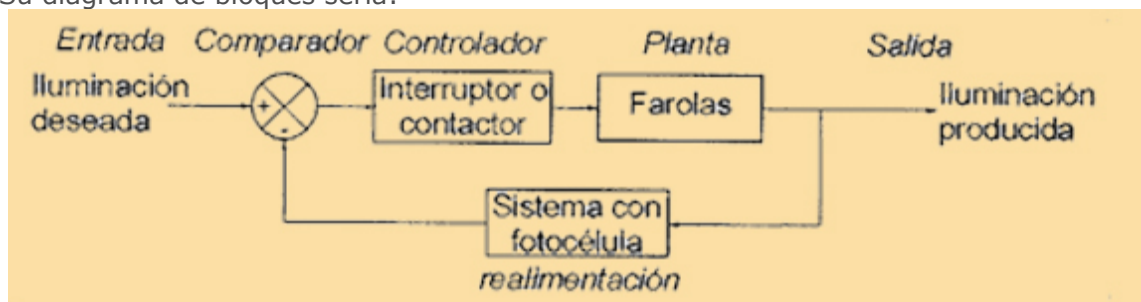 Su diagrama de bloques sería:
Entrada Comparador Controlador Planta Salida
Iluminación
deseada
+
-
Interruptor o
contactor
Farolas
Iluminación
producida
Sistema con
fotocélula
realimentación